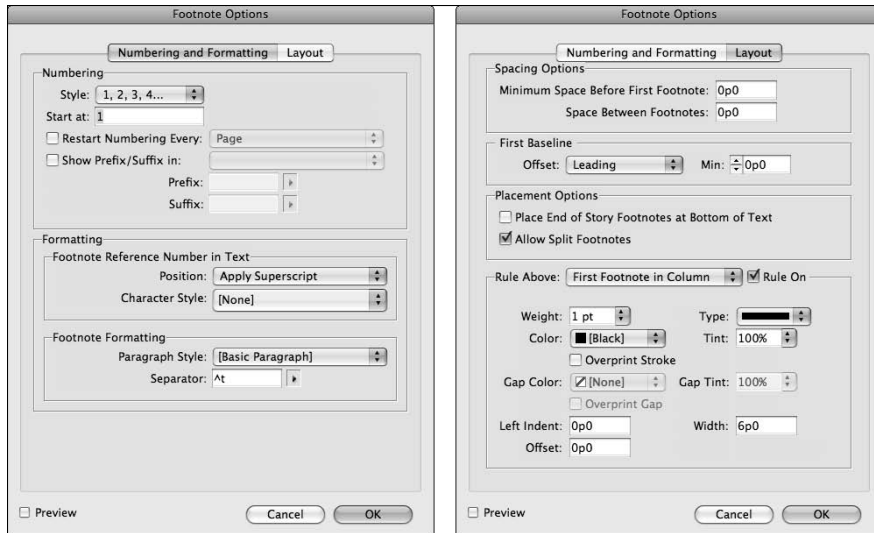 Footnote Options
Numbering and Formatting Layout
Numbering
Style: 1, 2, 3, 4...
Start at: 1
Restart Numbering Every: Page
Show Prefix/Suffix in:
Prefix:
Suffix:
Formatting
Footnote Reference Number in Text
Position: Apply Superscript
Character Style: [None]
Footnote Formatting
Paragraph Style: [Basic Paragraph]
Separator: ^t
Preview Cancel OK
Footnote Options
Numbering and Formatting Layout
Spacing Options
Minimum Space Before First Footnote: 0p0
Space Between Footnotes: 0p0
First Baseline
Offset: Leading Min: 0p0
Placement Options
Place End of Story Footnotes at Bottom of Text
Allow Split Footnotes
Rule Above: First Footnote in Column Rule On
Weight: 1 pt Type:
Color: [Black] Tint: 100%
Overprint Stroke
Gap Color: [None] Gap Tint: 100%
Overprint Gap
Left Indent: 0p0 Width: 6p0
Offset: 0p0
Preview Cancel OK